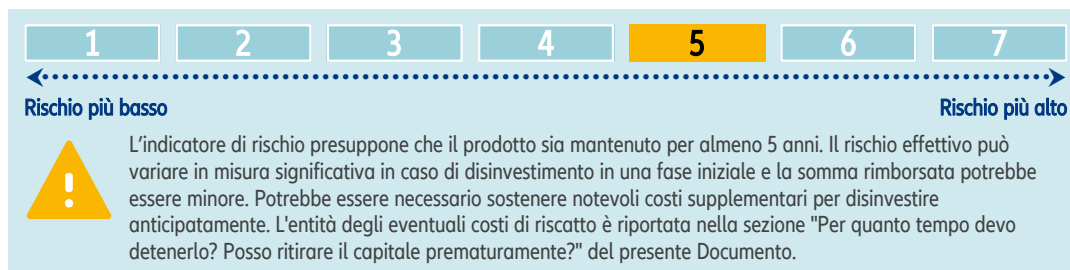 1 2 3 4 5 6 7
Rischio più basso Rischio più alto
L'indicatore di rischio presuppone che il prodotto sia mantenuto per almeno 5 anni. Il rischio effettivo può
variare in misura significativa in caso di disinvestimento in una fase iniziale e la somma rimborsata potrebbe
essere minore. Potrebbe essere necessario sostenere notevoli costi supplementari per disinvestire
anticipatamente. L'entità degli eventuali costi di riscatto è riportata nella sezione "Per quanto tempo devo
detenerlo? Posso ritirare il capitale prematuramente?" del presente Documento.